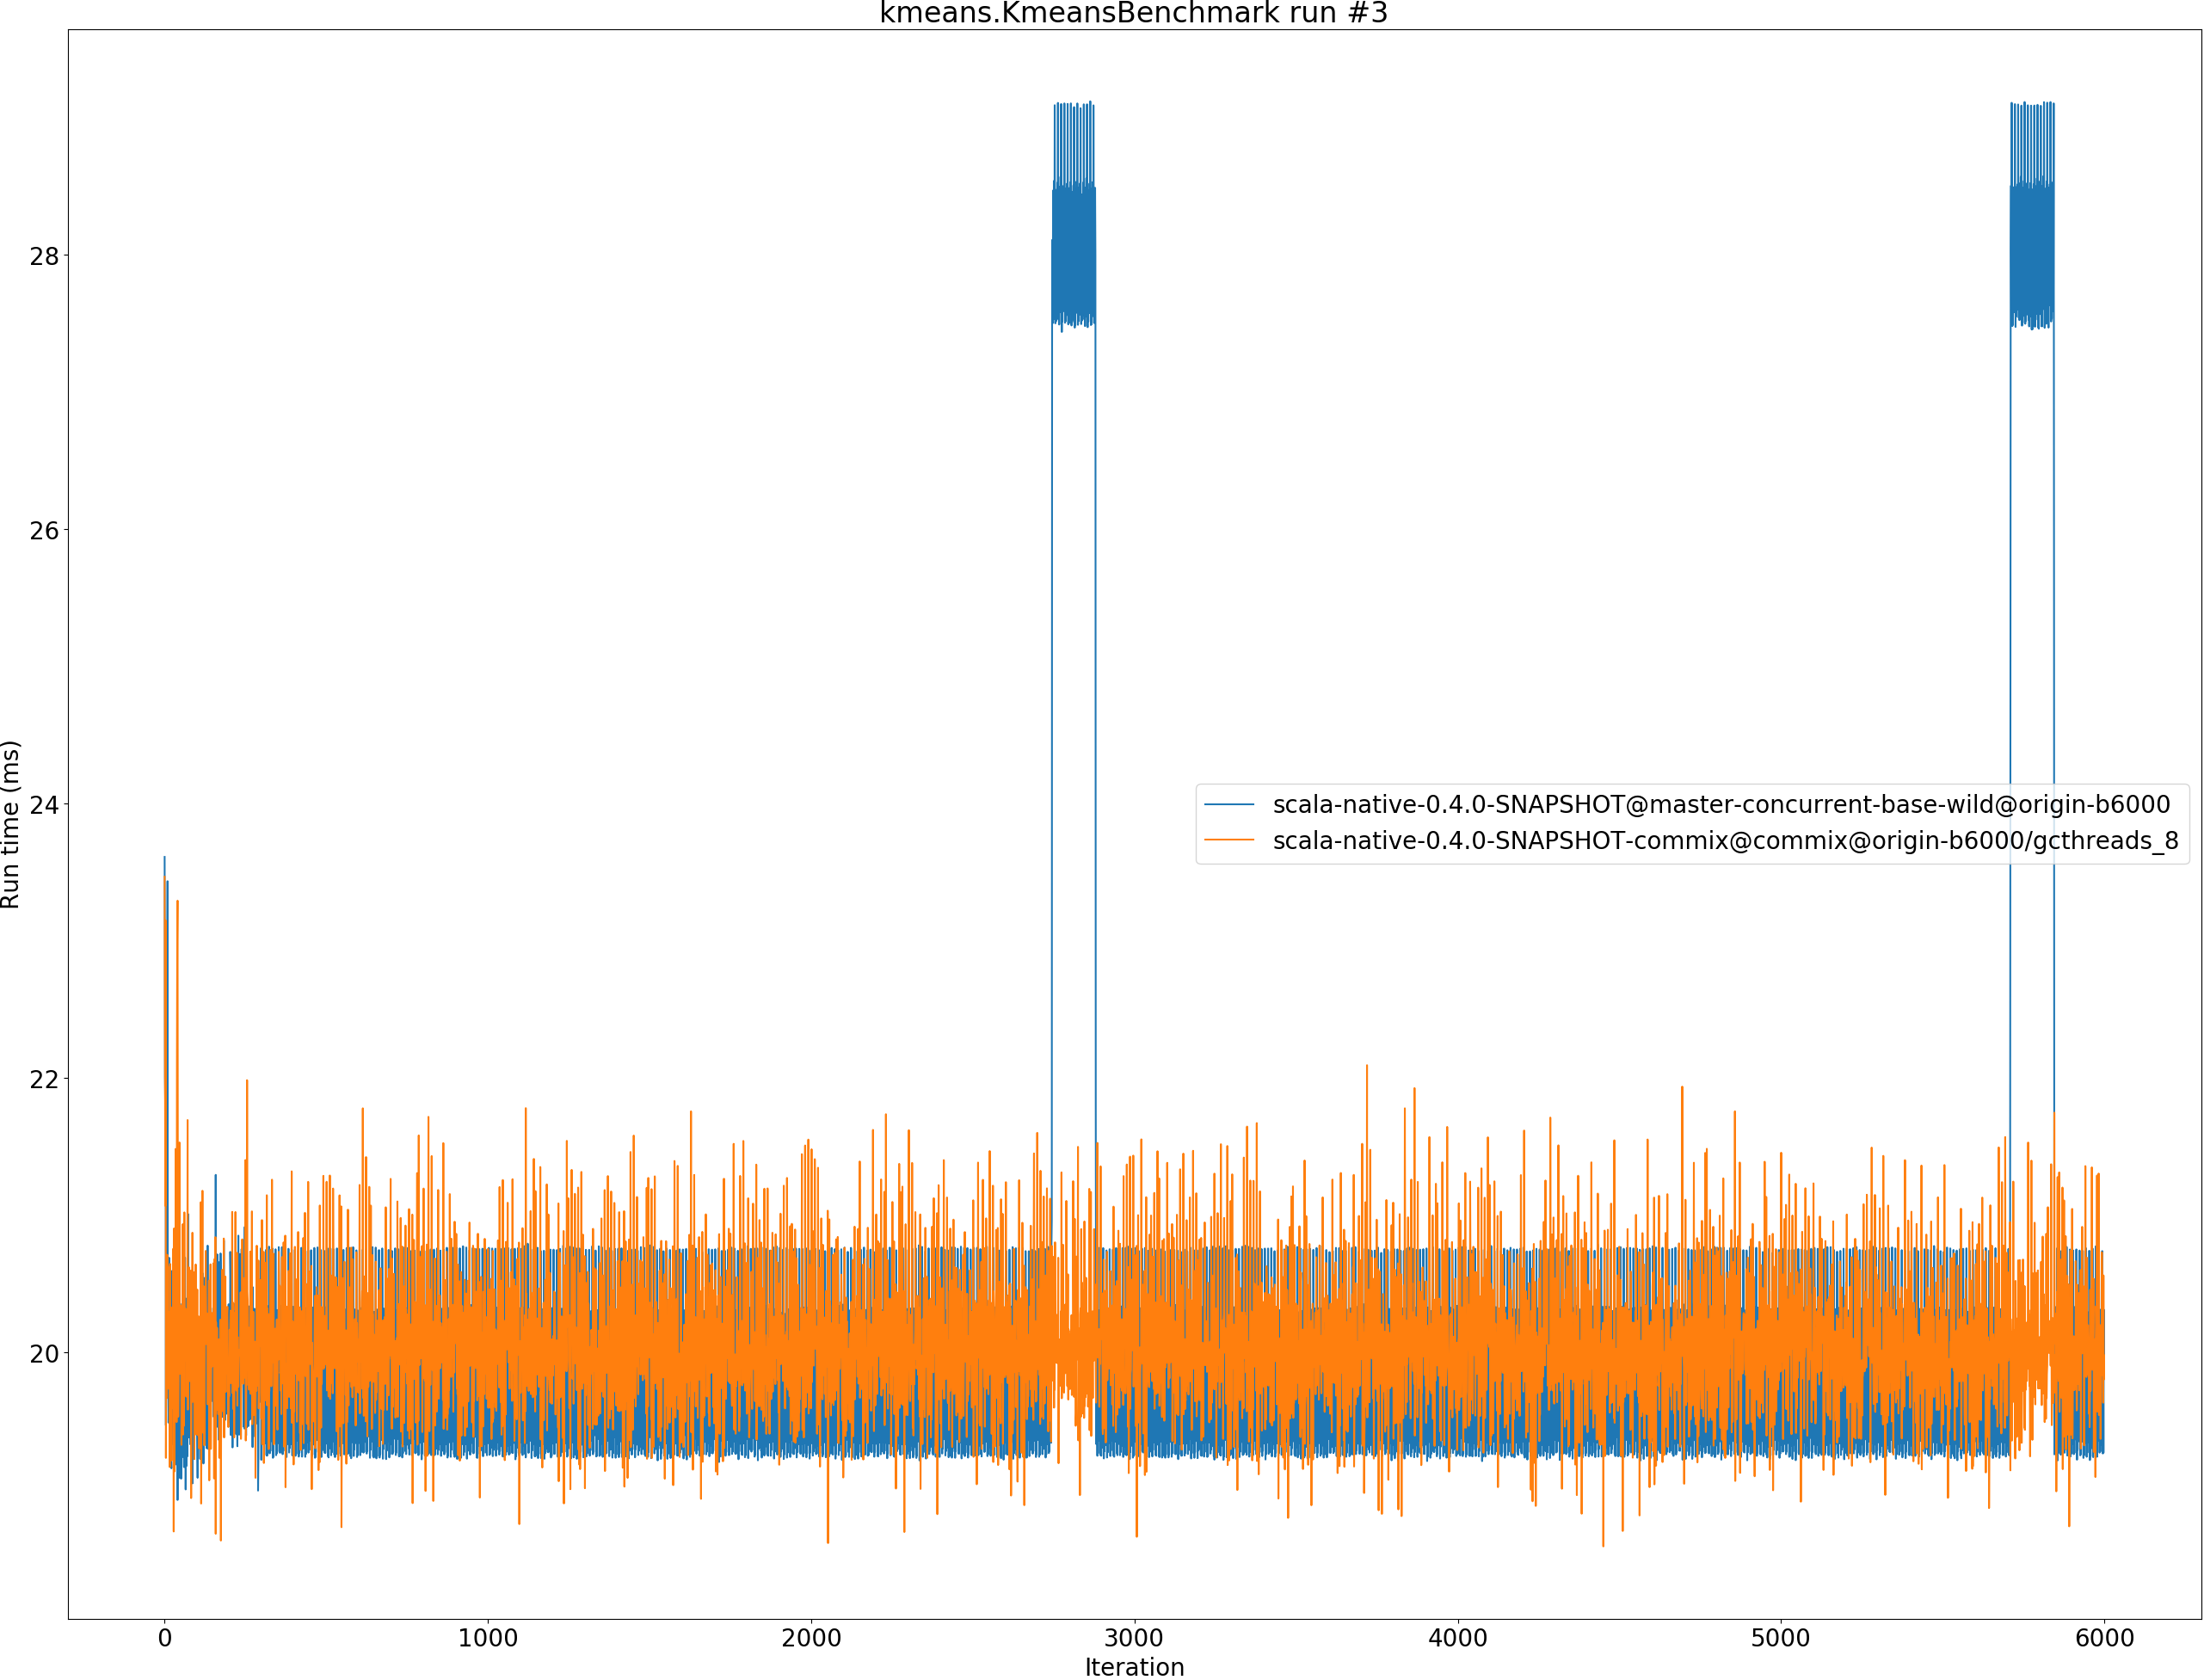 kmeans.KmeansBenchmark run #3
Run time (ms)
28
26
24
22
20
scala-native-0.4.0-SNAPSHOT@master-concurrent-base-wild@origin-b6000
scala-native-0.4.0-SNAPSHOT-commix@commix@origin-b6000/gcthreads_8
0 1000 2000 3000 4000 5000 6000
Iteration